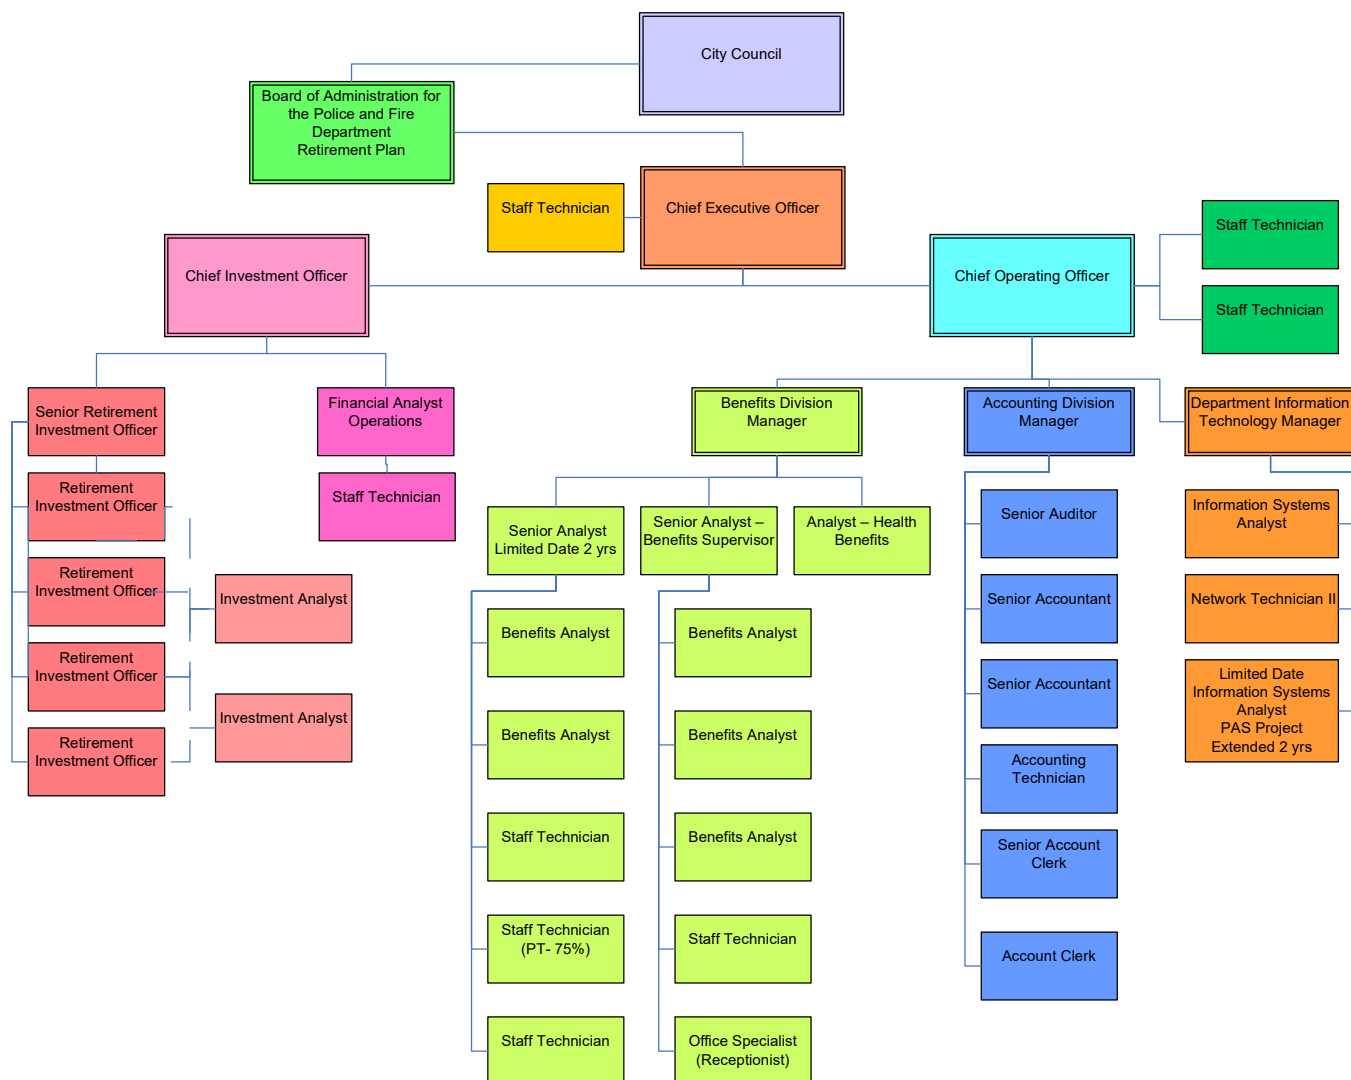 City Council
Board of Administration for
the Police and Fire
Department
Retirement Plan
Staff Technician
Chief Executive Officer
Staff Technician
Chief Investment Officer
Chief Operating Officer
Staff Technician
Senior Retirement
Investment Officer
Financial Analyst
Operations
Benefits Division
Manager
Accounting Division
Manager
Department Information
Technology Manager
Retirement
Investment Officer
Staff Technician
Retirement
Investment Officer
Investment Analyst
Retirement
Investment Officer
Investment Analyst
Retirement
Investment Officer
Senior Analyst
Limited Date 2 yrs
Senior Analyst –
Benefits Supervisor
Analyst – Health
Benefits
Benefits Analyst
Benefits Analyst
Staff Technician
Staff Technician
(PT- 75%)
Staff Technician
Benefits Analyst
Benefits Analyst
Benefits Analyst
Staff Technician
Office Specialist
(Receptionist)
Senior Auditor
Senior Accountant
Senior Accountant
Accounting
Technician
Senior Account
Clerk
Account Clerk
Information Systems
Analyst
Network Technician II
Limited Date
Information Systems
Analyst
PAS Project
Extended 2 yrs